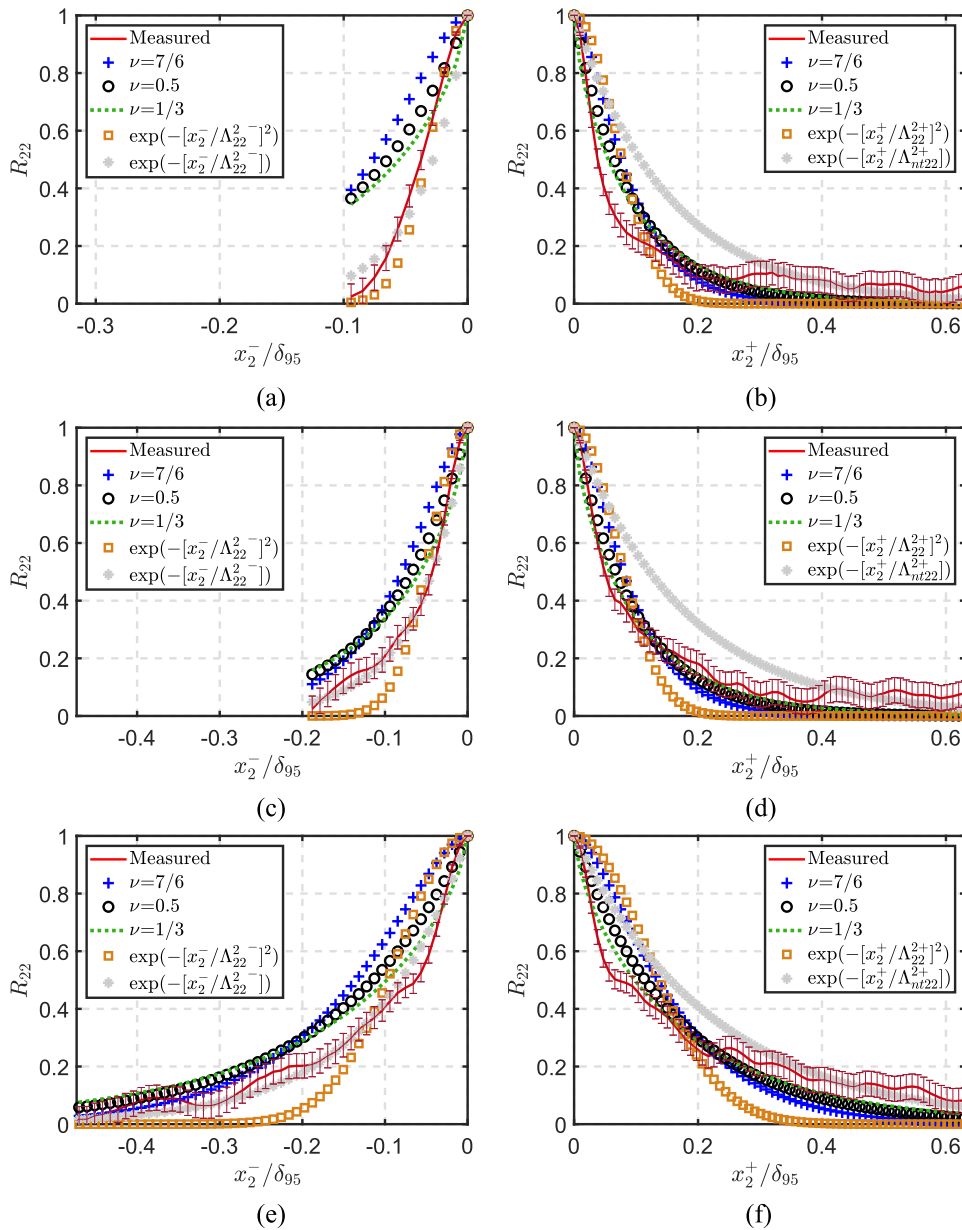 1
0.8
0.6
0.4
0.2
0
R₂₂
Measured
ν=7/6
ν=0.5
ν=1/3
exp(−[x₂⁻/Λ₂₂²⁻]²)
exp(−[x₂⁻/Λ₂₂²⁻])
-0.3 -0.2 -0.1 0
x₂⁻/δ₉₅
(a)
1
0.8
0.6
0.4
0.2
0
R₂₂
Measured
ν=7/6
ν=0.5
ν=1/3
exp(−[x₂⁺/Λ₂₂²⁺]²)
exp(−[x₂⁺/Λₙₜ₂₂²⁺])
0 0.2 0.4 0.6
x₂⁺/δ₉₅
(b)
1
0.8
0.6
0.4
0.2
0
R₂₂
Measured
ν=7/6
ν=0.5
ν=1/3
exp(−[x₂⁻/Λ₂₂²⁻]²)
exp(−[x₂⁻/Λ₂₂²⁻])
-0.4 -0.3 -0.2 -0.1 0
x₂⁻/δ₉₅
(c)
1
0.8
0.6
0.4
0.2
0
R₂₂
Measured
ν=7/6
ν=0.5
ν=1/3
exp(−[x₂⁺/Λ₂₂²⁺]²)
exp(−[x₂⁺/Λₙₜ₂₂²⁺])
0 0.2 0.4 0.6
x₂⁺/δ₉₅
(d)
1
0.8
0.6
0.4
0.2
0
R₂₂
Measured
ν=7/6
ν=0.5
ν=1/3
exp(−[x₂⁻/Λ₂₂²⁻]²)
exp(−[x₂⁻/Λ₂₂²⁻])
-0.4 -0.3 -0.2 -0.1 0
x₂⁻/δ₉₅
(e)
1
0.8
0.6
0.4
0.2
0
R₂₂
Measured
ν=7/6
ν=0.5
ν=1/3
exp(−[x₂⁺/Λ₂₂²⁺]²)
exp(−[x₂⁺/Λₙₜ₂₂²⁺])
0 0.2 0.4 0.6
x₂⁺/δ₉₅
(f)